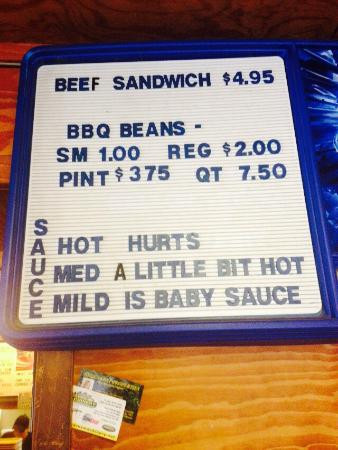 BEEF SANDWICH $4.95
BBQ BEANS -
SM 1.00 REG $2.00
PINT $375 QT 7.50
SAUCE
HOT HURTS
MED A LITTLE BIT HOT
MILD IS BABY SAUCE